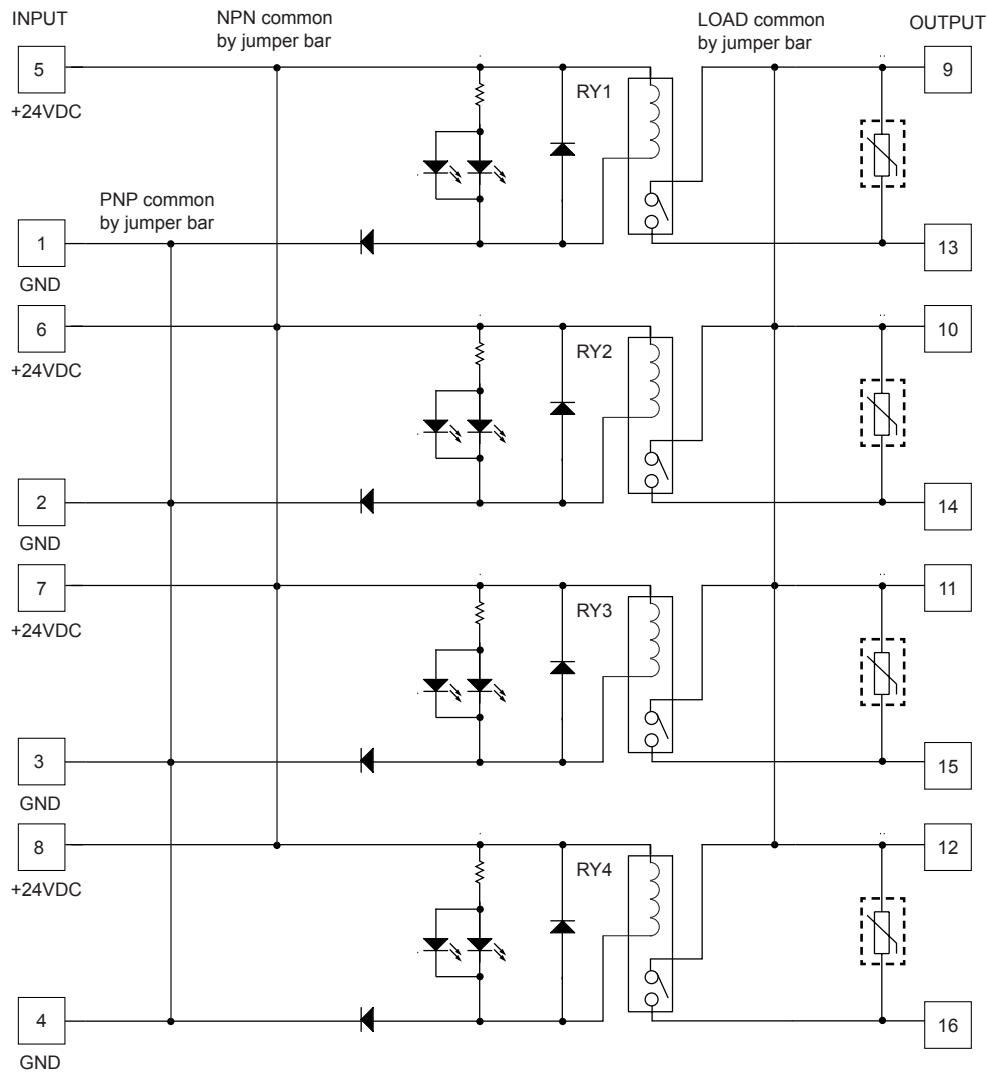 INPUT
NPN common
by jumper bar
LOAD common
by jumper bar
OUTPUT
5
+24VDC
RY1
9
PNP common
by jumper bar
1
GND
13
6
+24VDC
RY2
10
2
GND
14
7
+24VDC
RY3
11
3
GND
15
8
+24VDC
RY4
12
4
GND
16